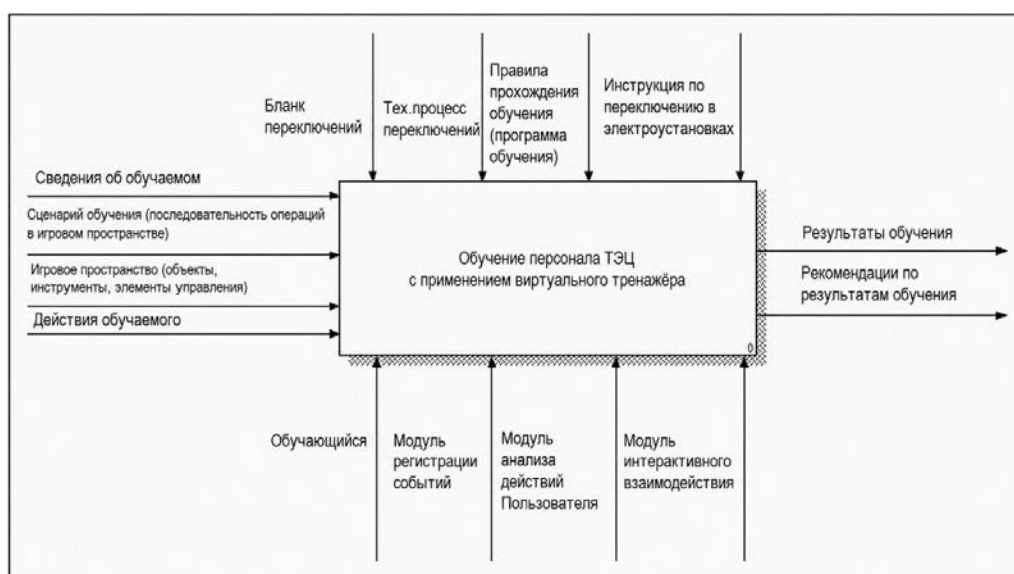 Бланк
переключений
Тех.процесс
переключений
Правила
прохождения
обучения
(программа
обучения)
Инструкция по
переключению в
электроустановках
Сведения об обучаемом
Сценарий обучения (последовательность операций
в игровом пространстве)
Игровое пространство (объекты,
инструменты, элементы управления)
Действия обучаемого
Обучение персонала ТЭЦ
с применением виртуального тренажёра
0
Результаты обучения
Рекомендации по
результатам обучения
Обучающийся
Модуль
регистрации
событий
Модуль
анализа
действий
Пользователя
Модуль
интерактивного
взаимодействия